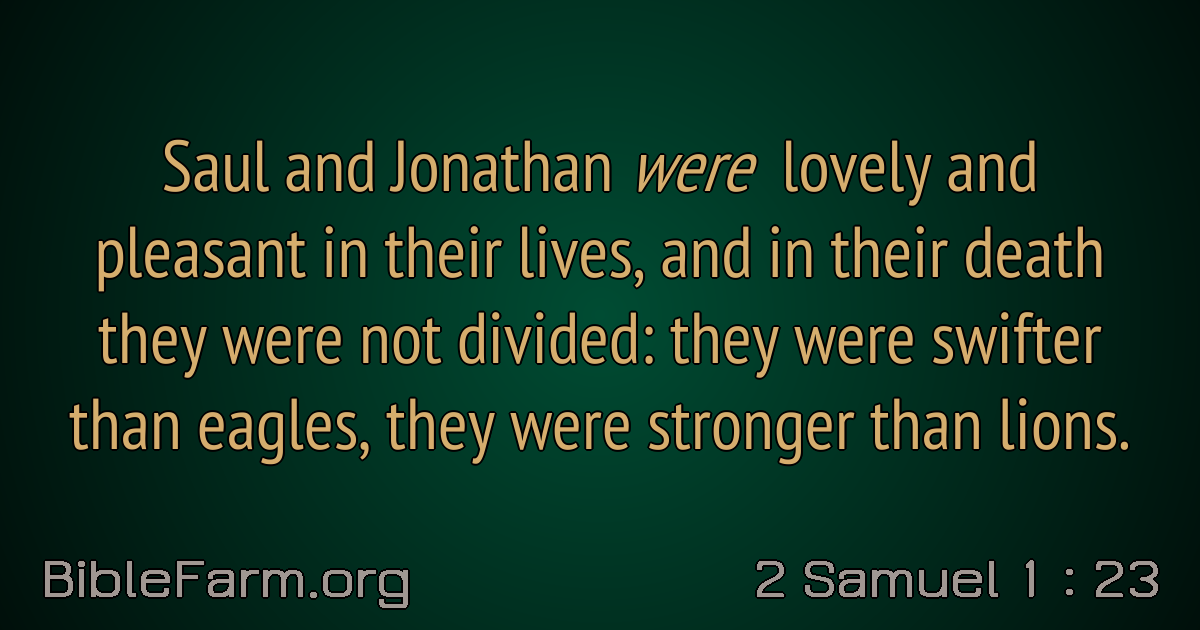 Saul and Jonathan were lovely and
pleasant in their lives, and in their death
they were not divided: they were swifter
than eagles, they were stronger than lions.
BibleFarm.org
2 Samuel 1 : 23